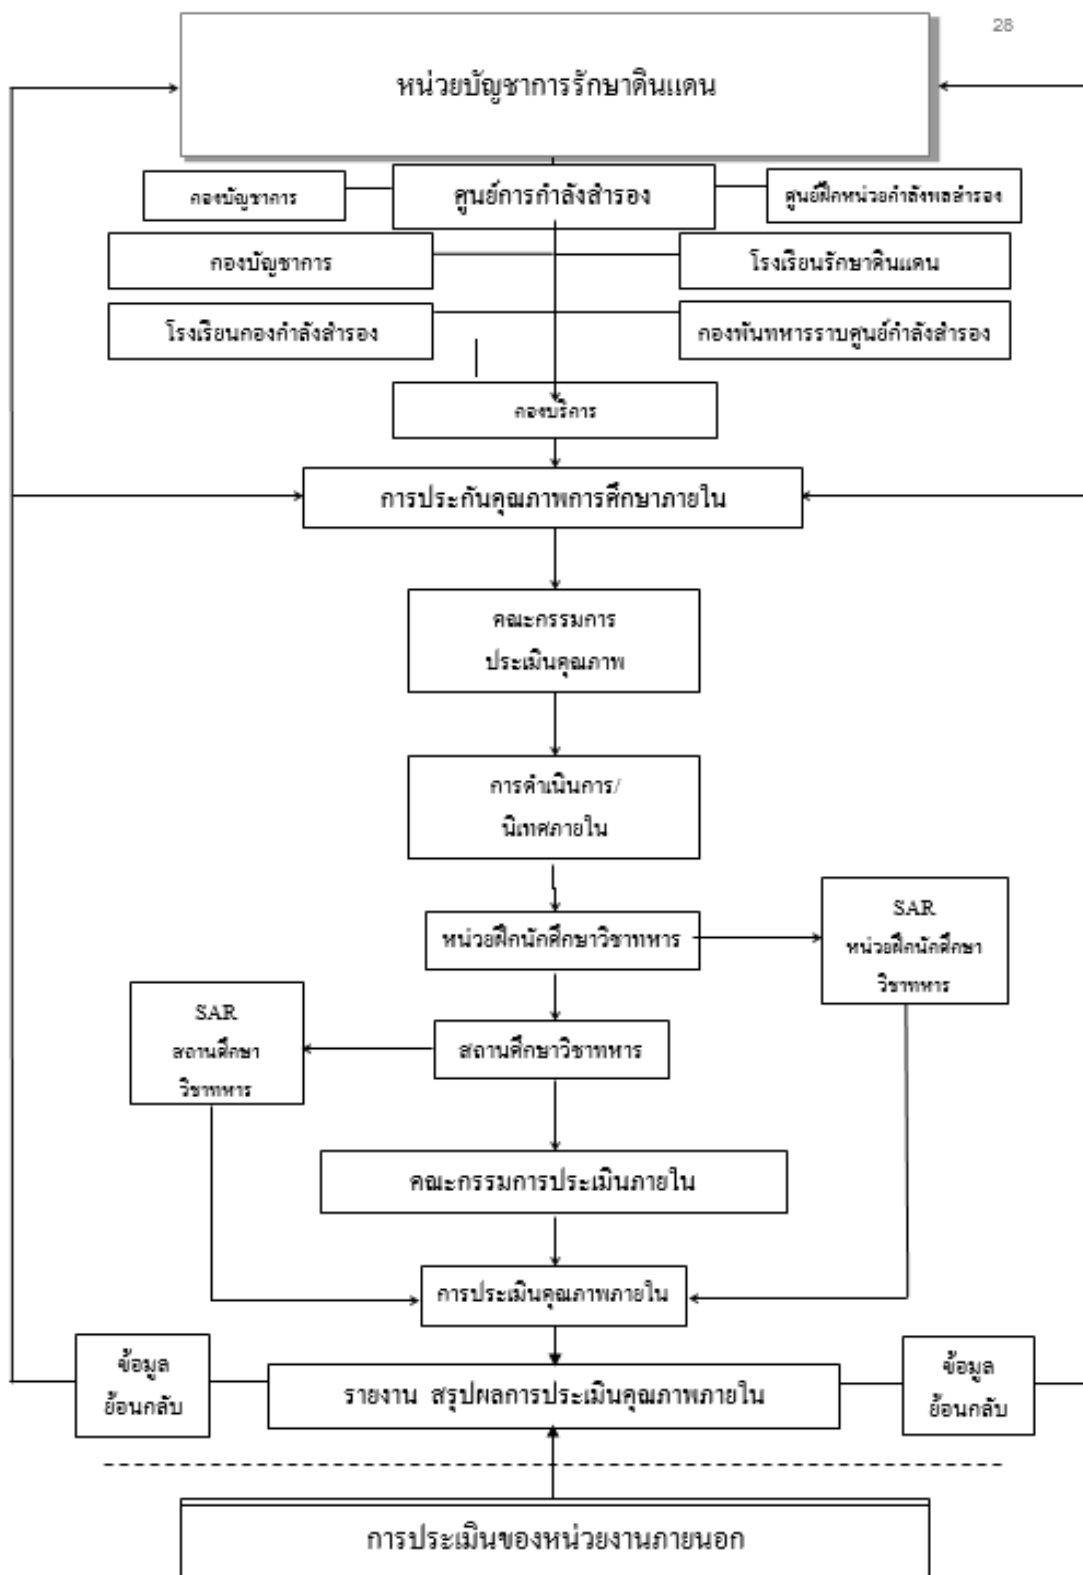 28
หน่วยบัญชาการรักษาดินแดน
กองบัญชาการ
ศูนย์การกำลังสำรอง
ศูนย์ฝึกหน่วยกำลังพลสำรอง
กองบัญชาการ
โรงเรียนรักษาดินแดน
โรงเรียนกองกำลังสำรอง
กองพันทหารราบศูนย์กำลังสำรอง
กองบริการ
การประกันคุณภาพการศึกษาภายใน
คณะกรรมการ
ประเมินคุณภาพ
การดำเนินการ/
นิเทศภายใน
หน่วยฝึกนักศึกษาวิชาทหาร
SAR
หน่วยฝึกนักศึกษา
วิชาทหาร
SAR
สถานศึกษา
วิชาทหาร
สถานศึกษาวิชาทหาร
คณะกรรมการประเมินภายใน
การประเมินคุณภาพภายใน
ข้อมูล
ย้อนกลับ
รายงาน สรุปผลการประเมินคุณภาพภายใน
ข้อมูล
ย้อนกลับ
การประเมินของหน่วยงานภายนอก